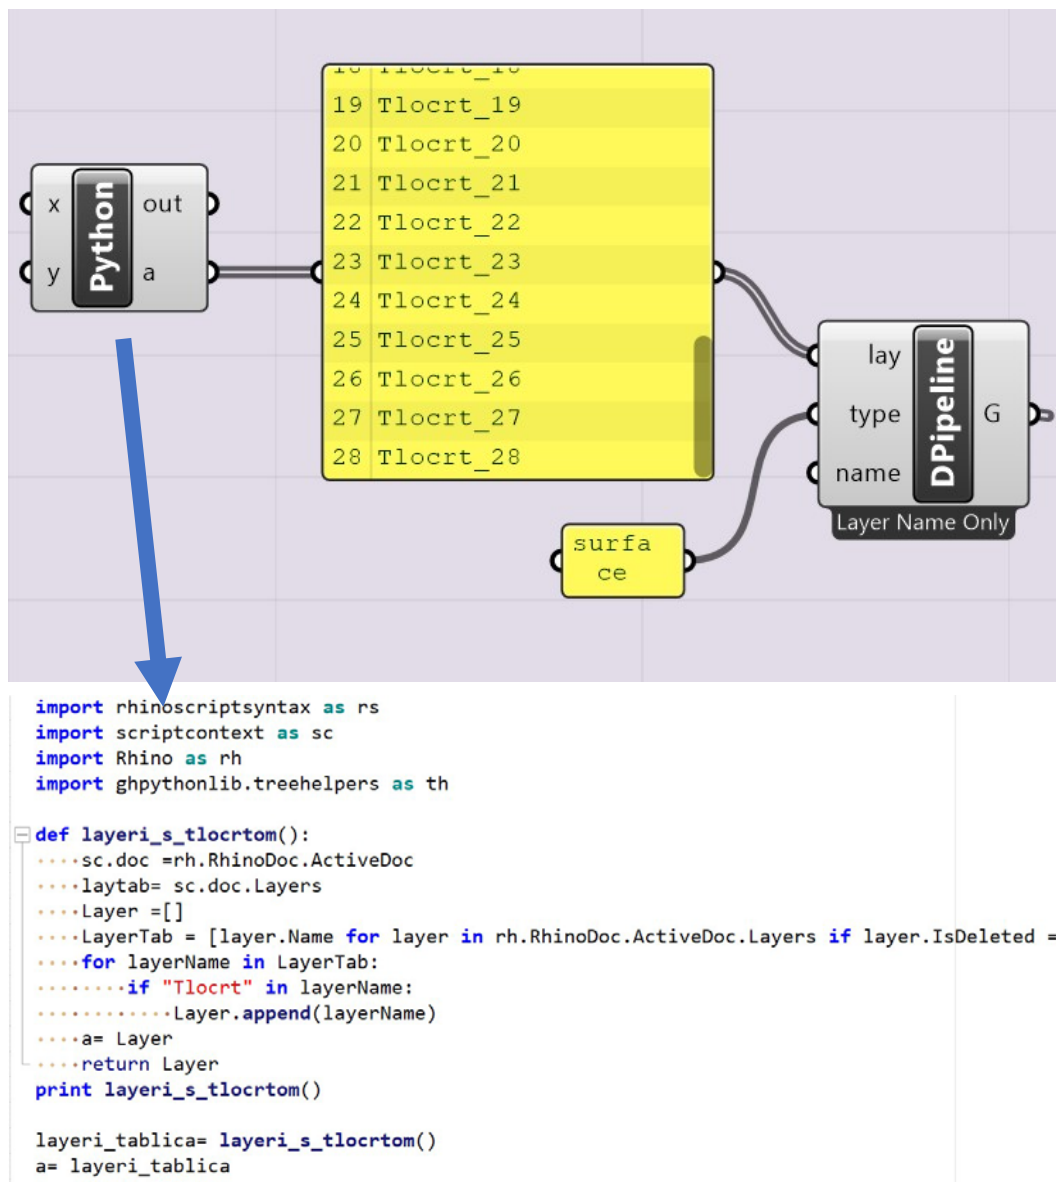 19 Tlocrt_19
20 Tlocrt_20
21 Tlocrt_21
22 Tlocrt_22
23 Tlocrt_23
24 Tlocrt_24
25 Tlocrt_25
26 Tlocrt_26
27 Tlocrt_27
28 Tlocrt_28
x
y
Python
out
a
lay
type
name
DPipeline
G
Layer Name Only
surfa
ce
import rhinoscriptsyntax as rs
import scriptcontext as sc
import Rhino as rh
import ghpythonlib.treehelpers as th
def layeri_s_tlocrtom():
····sc.doc =rh.RhinoDoc.ActiveDoc
····laytab= sc.doc.Layers
····Layer =[]
····LayerTab = [layer.Name for layer in rh.RhinoDoc.ActiveDoc.Layers if layer.IsDeleted =
····for layerName in LayerTab:
········if "Tlocrt" in layerName:
············Layer.append(layerName)
····a= Layer
····return Layer
print layeri_s_tlocrtom()
layeri_tablica= layeri_s_tlocrtom()
a= layeri_tablica